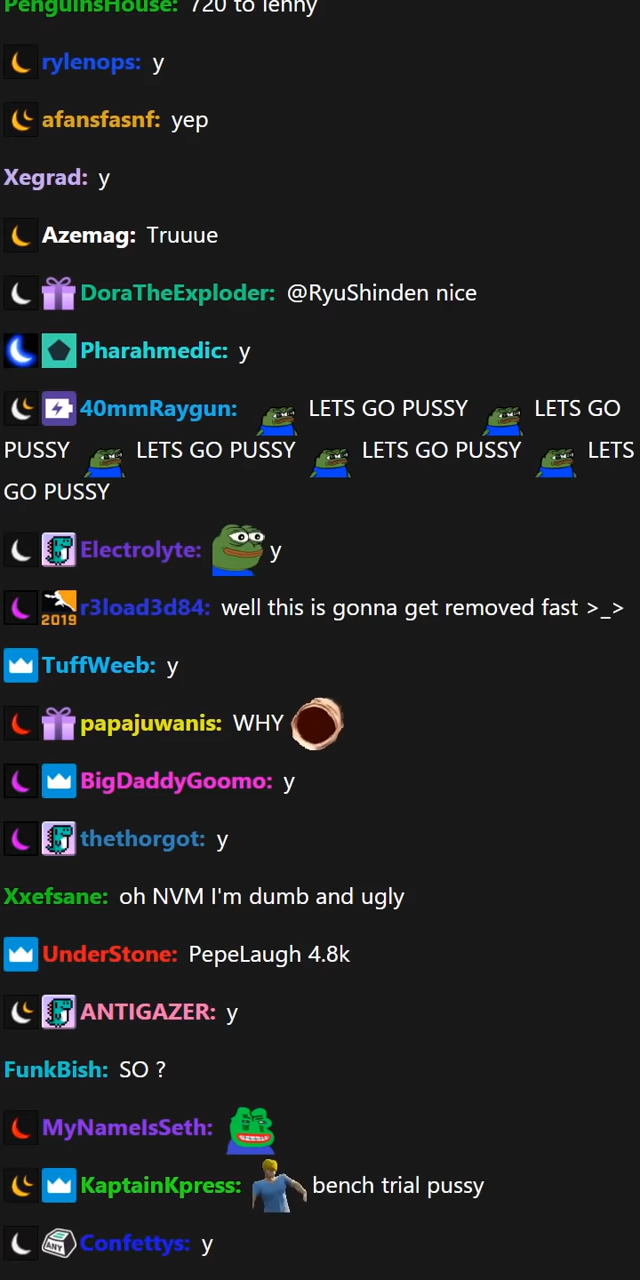 PenguinsHouse: 720 to lenny
rylenops: y
afansfasnf: yep
Xegrad: y
Azemag: Truuue
DoraTheExploder: @RyuShinden nice
Pharahmedic: y
40mmRaygun: LETS GO PUSSY LETS GO
PUSSY LETS GO PUSSY LETS GO PUSSY LETS
GO PUSSY
Electrolyte: y
2019 r3load3d84: well this is gonna get removed fast >_>
TuffWeeb: y
papajuwanis: WHY
BigDaddyGoomo: y
thethorgot: y
Xxefsane: oh NVM I'm dumb and ugly
UnderStone: PepeLaugh 4.8k
ANTIGAZER: y
FunkBish: SO ?
MyNameIsSeth:
KaptainKpress: bench trial pussy
ANY Confettys: y